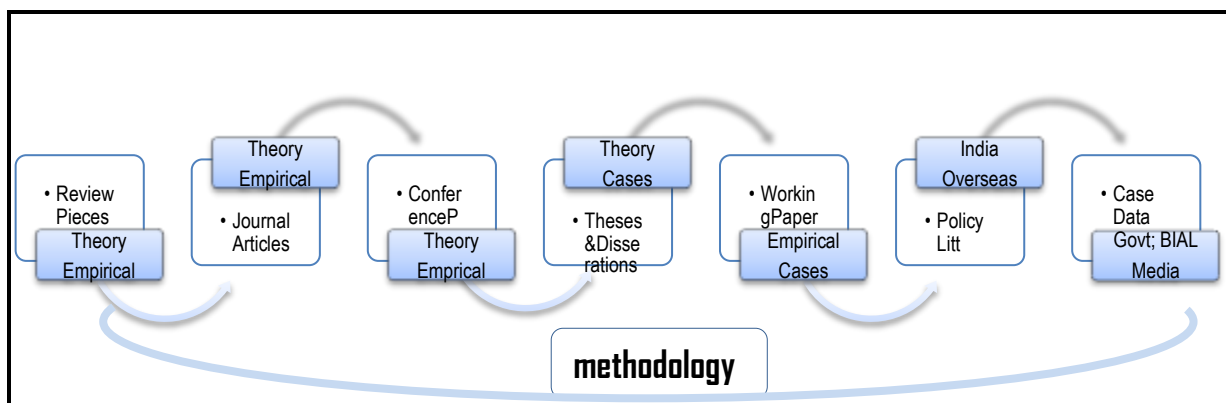 • Review
Pieces
Theory
Empirical
Theory
Empirical
• Journal
Articles
• Confer
enceP
Theory
Emprical
Theory
Cases
• Theses
&Disse
rations
• Workin
gPaper
Empirical
Cases
India
Overseas
• Policy
Litt
• Case
Data
Govt; BIAL
Media
methodology